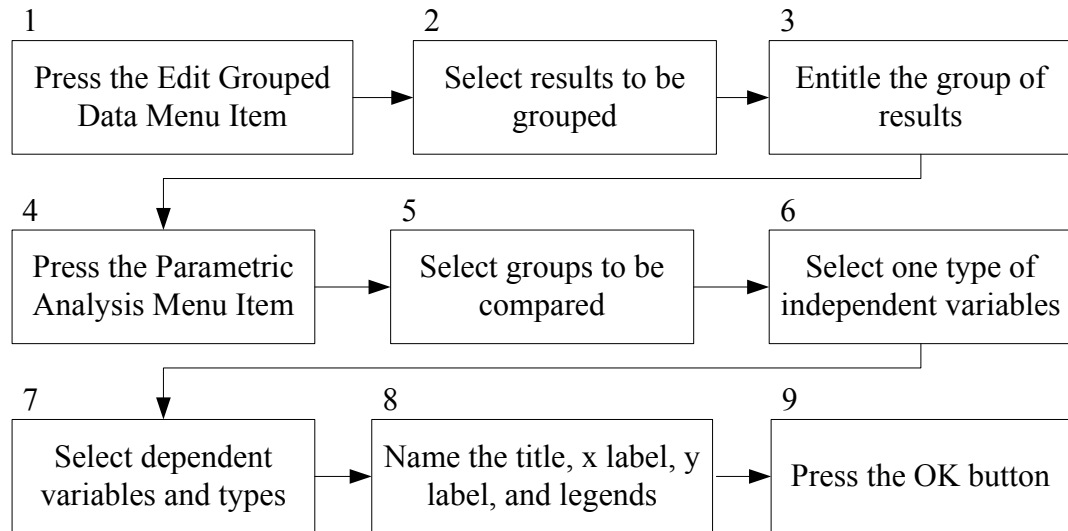 1
Press the Edit Grouped
Data Menu Item
2
Select results to be
grouped
3
Entitle the group of
results
4
Press the Parametric
Analysis Menu Item
5
Select groups to be
compared
6
Select one type of
independent variables
7
Select dependent
variables and types
8
Name the title, x label, y
label, and legends
9
Press the OK button